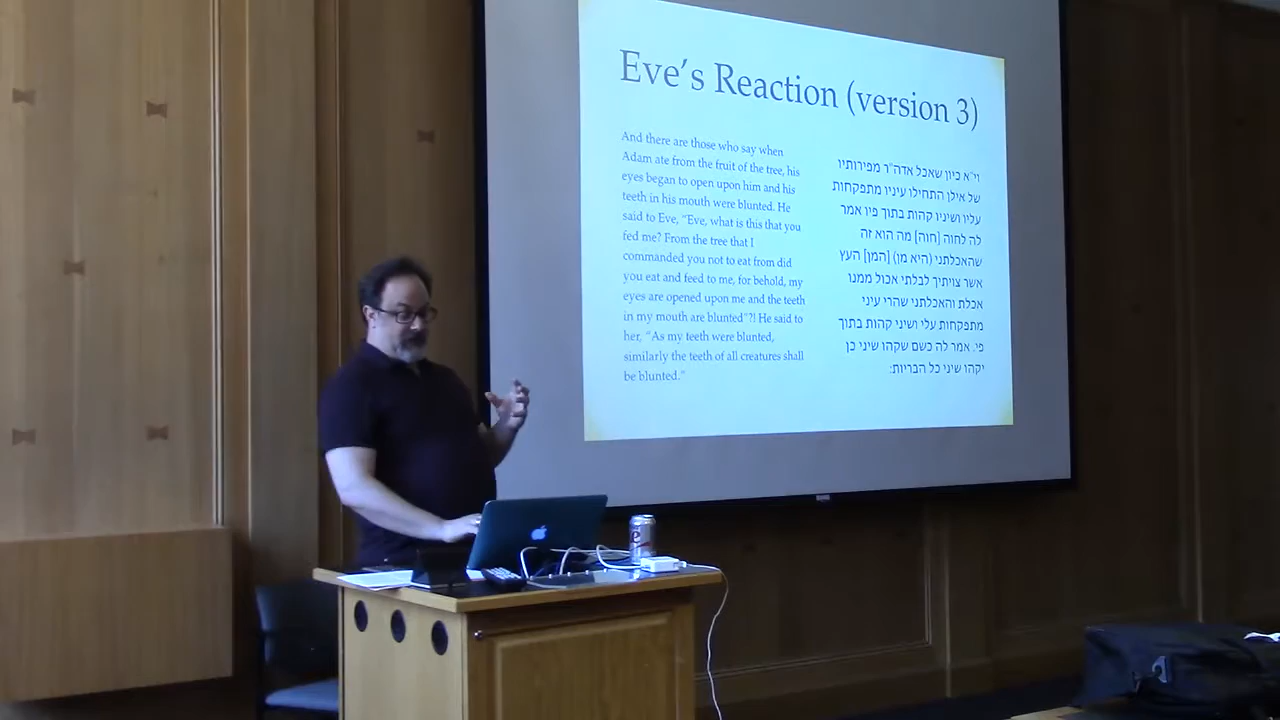 Eve's Reaction (version 3)
And there are those who say when
Adam ate from the fruit of the tree, his
eyes began to open upon him and his
teeth in his mouth were blunted. He
said to Eve, "Eve, what is this that you
fed me? From the tree that I
commanded you not to eat from did
you eat and feed to me, for behold, my
eyes are opened upon me and the teeth
in my mouth are blunted"?! He said to
her, "As my teeth were blunted,
similarly the teeth of all creatures shall
be blunted."
וי"א כיון שאכל אדה"ר מפירותיו
של אילן התחילו עיניו מתפקחות
עליו ושיניו קהות בתוך פיו אמר
לה לחוה [חוה] מה הוא זה
שהאכלתני (היא מן) [המן] העץ
אשר צויתיך לבלתי אכול ממנו
אכלת והאכלתני שהרי עיני
מתפקחות עלי ושיני קהות בתוך
פי. אמר לה כשם שקהו שיני כן
יקהו שיני כל הבריות: